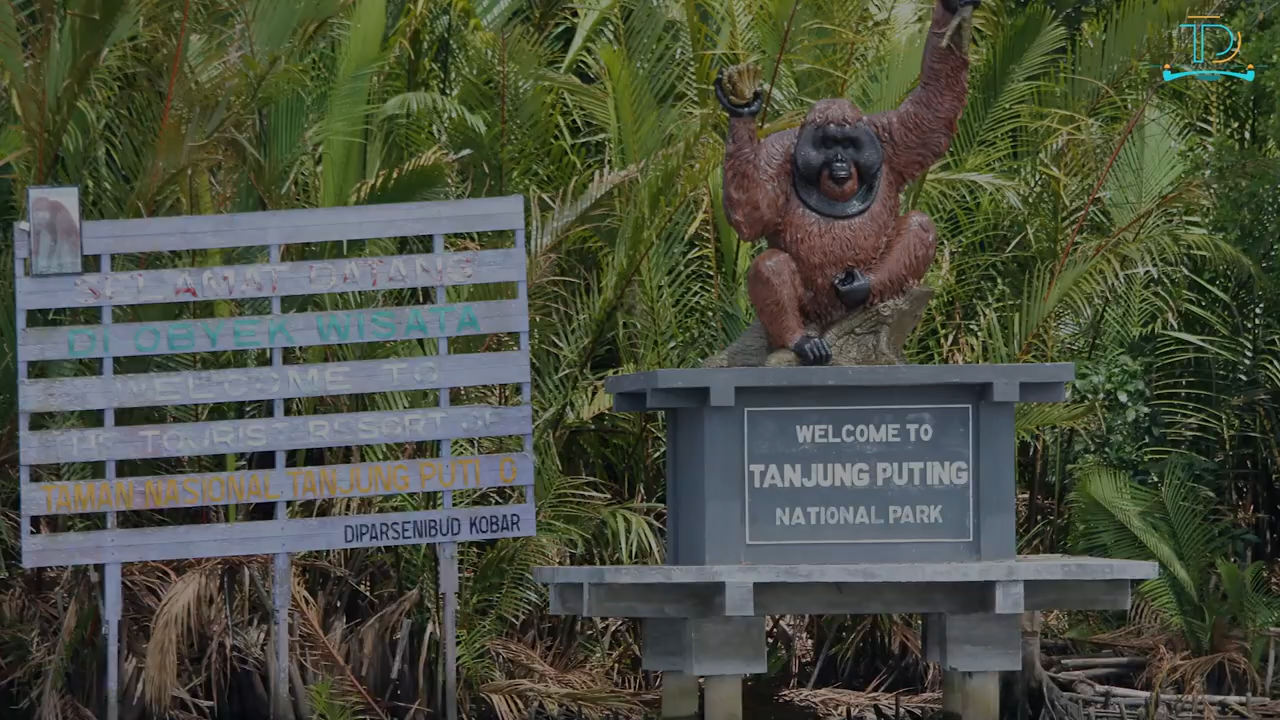 SELAMAT DATANG
DI OBYEK WISATA
WELCOME TO
THE TOURIST RESORT OF
TAMAN NASIONAL TANJUNG PUTI G
DIPARSENIBUD KOBAR
WELCOME TO
TANJUNG PUTING
NATIONAL PARK